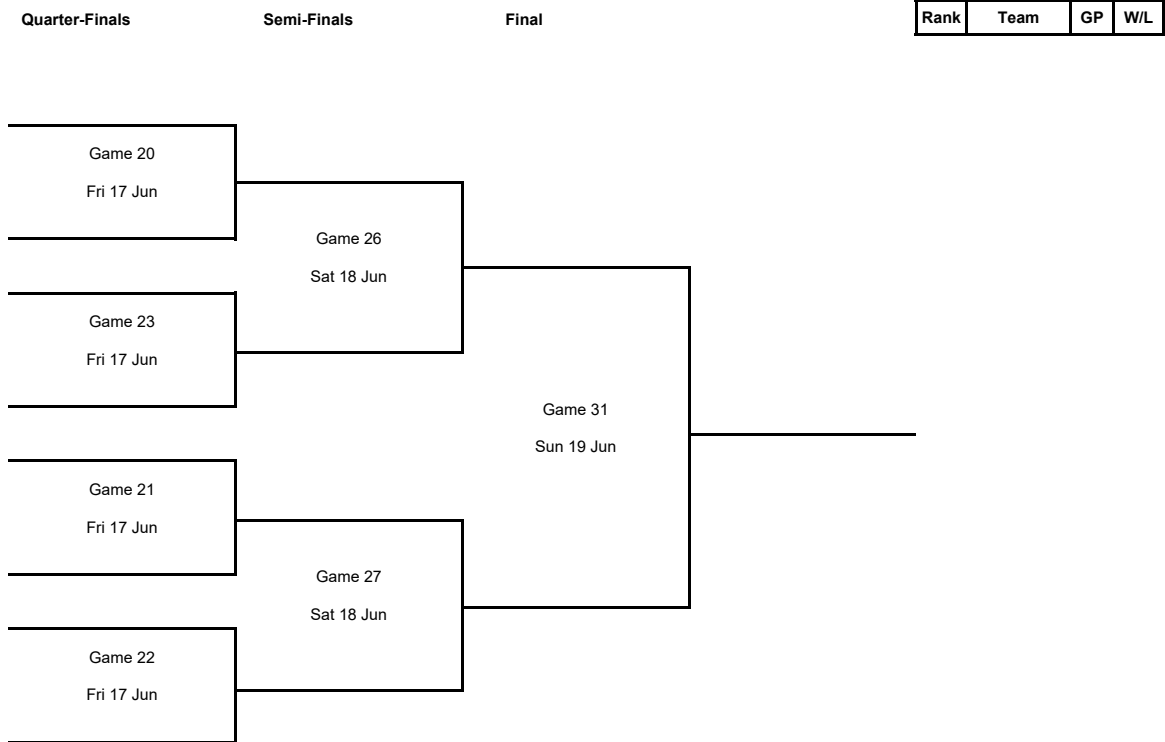 Quarter-Finals Semi-Finals Final Rank Team GP W/L
Game 20
Fri 17 Jun
Game 26
Sat 18 Jun
Game 23
Fri 17 Jun
Game 31
Sun 19 Jun
Game 21
Fri 17 Jun
Game 27
Sat 18 Jun
Game 22
Fri 17 Jun